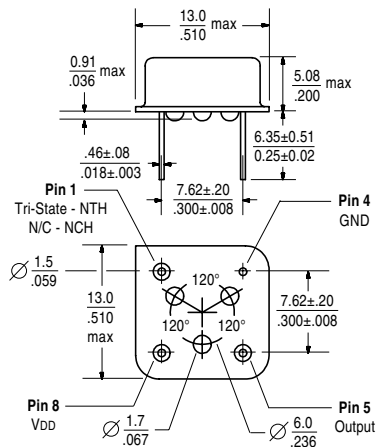 13.0
.510 max
0.91
.036 max
5.08
.200 max
6.35±0.51
0.25±0.02
.46±.08
.018±.003
7.62±.20
.300±.008
Pin 1
Tri-State - NTH
N/C - NCH
Pin 4
GND
Ø 1.5
.059
13.0
.510
max
120°
120°
120°
7.62±.20
.300±.008
Pin 8
VDD
Ø 1.7
.067
Ø 6.0
.236
Pin 5
Output